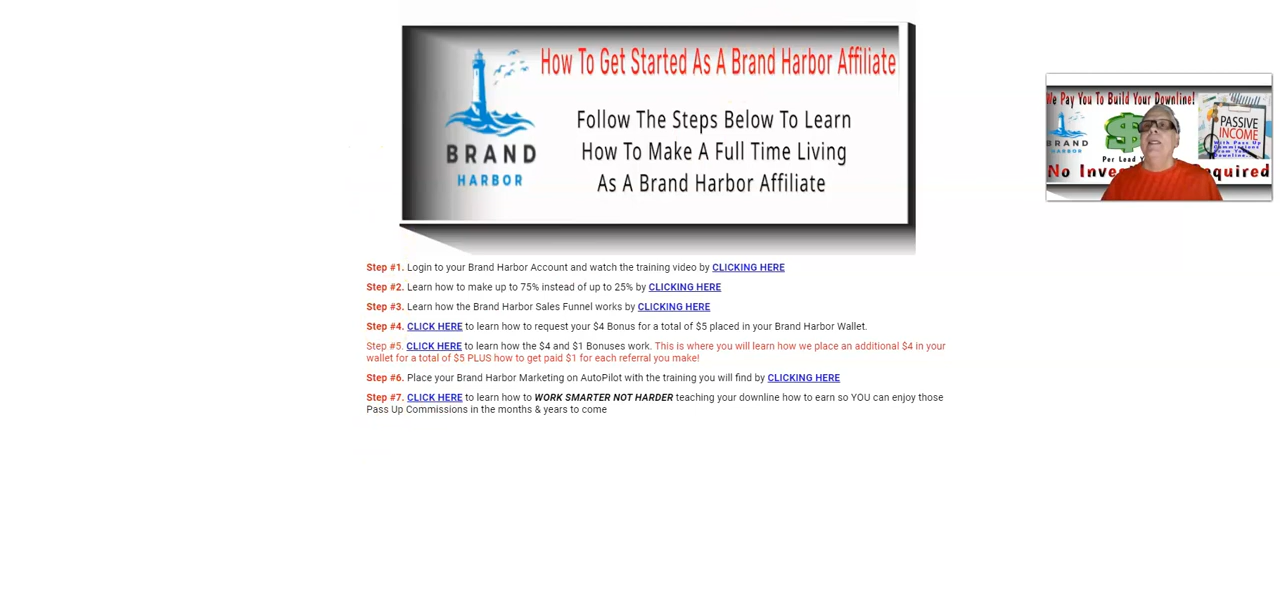 How To Get Started As A Brand Harbor Affiliate
Follow The Steps Below To Learn
How To Make A Full Time Living
As A Brand Harbor Affiliate
BRAND
HARBOR
We Pay You To Build Your Downline!
BRAND
HARBOR
$
Per Lead
PASSIVE
INCOME
With Pass Up
Commissions
From Your
Downline
No quired
Step #1. Login to your Brand Harbor Account and watch the training video by CLICKING HERE
Step #2. Learn how to make up to 75% instead of up to 25% by CLICKING HERE
Step #3. Learn how the Brand Harbor Sales Funnel works by CLICKING HERE
Step #4. CLICK HERE to learn how to request your $4 Bonus for a total of $5 placed in your Brand Harbor Wallet.
Step #5. CLICK HERE to learn how the $4 and $1 Bonuses work. This is where you will learn how we place an additional $4 in your
wallet for a total of $5 PLUS how to get paid $1 for each referral you make!
Step #6. Place your Brand Harbor Marketing on AutoPilot with the training you will find by CLICKING HERE
Step #7. CLICK HERE to learn how to WORK SMARTER NOT HARDER teaching your downline how to earn so YOU can enjoy those
Pass Up Commissions in the months & years to come